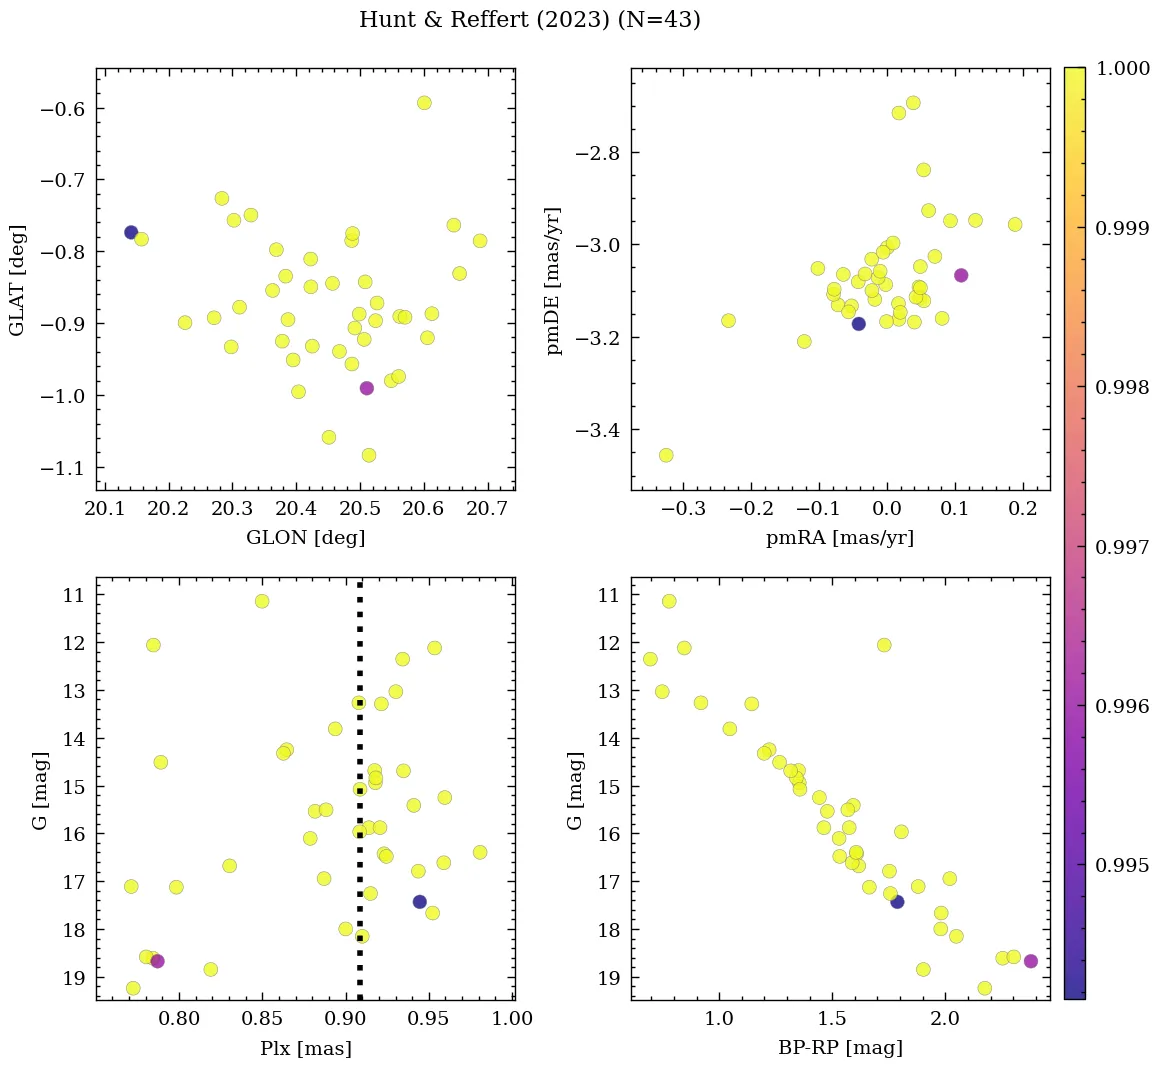 Hunt & Reffert (2023) (N=43)
−0.6
−0.7
−0.8
−0.9
−1.0
−1.1
GLAT [deg]
20.1 20.2 20.3 20.4 20.5 20.6 20.7
GLON [deg]
−2.8
−3.0
−3.2
−3.4
pmDE [mas/yr]
−0.3 −0.2 −0.1 0.0 0.1 0.2
pmRA [mas/yr]
1.000
0.999
0.998
0.997
0.996
0.995
11
12
13
14
15
16
17
18
19
G [mag]
0.80 0.85 0.90 0.95 1.00
Plx [mas]
11
12
13
14
15
16
17
18
19
G [mag]
1.0 1.5 2.0
BP-RP [mag]